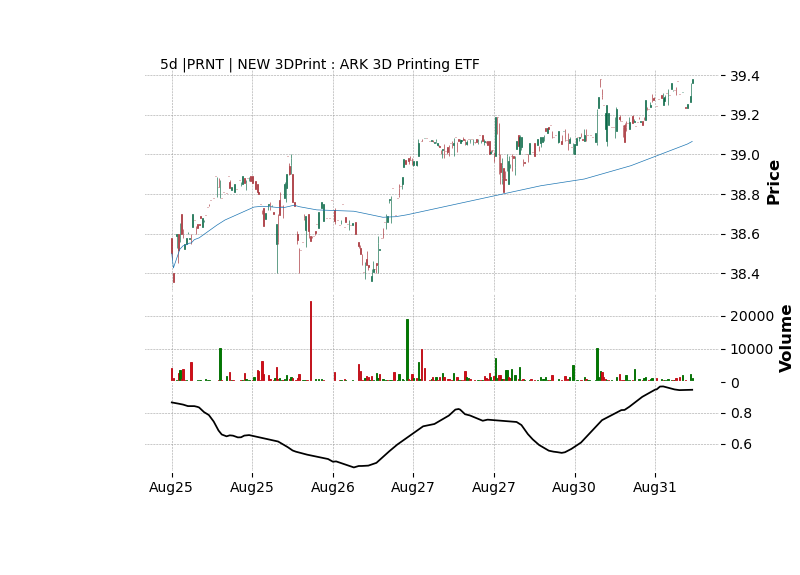 5d |PRNT | NEW 3DPrint : ARK 3D Printing ETF
39.4
39.2
39.0
38.8
38.6
38.4
Price
20000
10000
0
Volume
0.8
0.6
Aug25 Aug25 Aug26 Aug27 Aug27 Aug30 Aug31